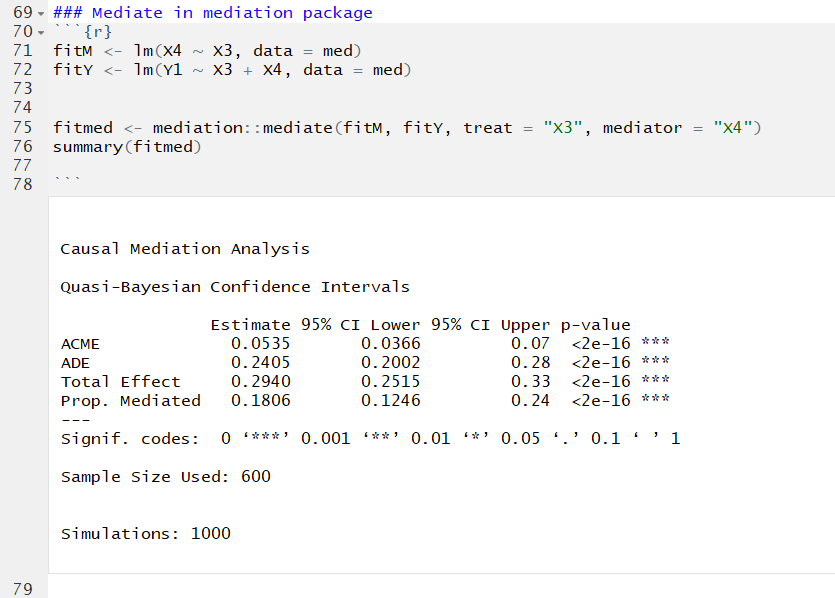 69 ### Mediate in mediation package
70 ```{r}
71 fitM <- lm(X4 ~ X3, data = med)
72 fitY <- lm(Y1 ~ X3 + X4, data = med)
73
74
75 fitmed <- mediation::mediate(fitM, fitY, treat = "X3", mediator = "X4")
76 summary(fitmed)
77
78 ```
Causal Mediation Analysis
Quasi-Bayesian Confidence Intervals
Estimate 95% CI Lower 95% CI Upper p-value
ACME 0.0535 0.0366 0.07 <2e-16 ***
ADE 0.2405 0.2002 0.28 <2e-16 ***
Total Effect 0.2940 0.2515 0.33 <2e-16 ***
Prop. Mediated 0.1806 0.1246 0.24 <2e-16 ***
---
Signif. codes: 0 ‘***’ 0.001 ‘**’ 0.01 ‘*’ 0.05 ‘.’ 0.1 ‘ ’ 1
Sample Size Used: 600
Simulations: 1000
79